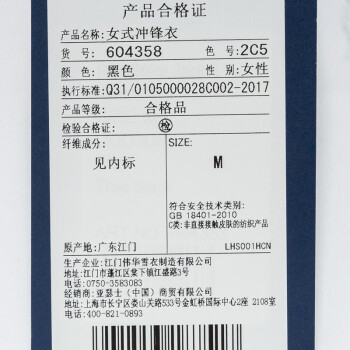 产品合格证
产品名称: 女式冲锋衣
货 号: 604358 色 号: 2C5
颜 色: 黑色 性 别: 女性
执行标准: Q31/0105000028C002-2017
产品等级: 合格品
检验合格证: 检
纤维成分: SIZE:
见内标 M
符合安全技术类别:
GB 18401-2010
C类: 非直接接触皮肤的纺织产品
原产地: 广东江门 LHS001HCN
生产企业: 江门伟华雪衣制造有限公司
地址: 江门市蓬江区棠下镇江盛路3号
电话: 0750-3583083
经销商: 亚瑟士（中国）商贸有限公司
地址: 上海市长宁区娄山关路533号金虹桥国际中心2座 2108室
电话: 400-821-0893